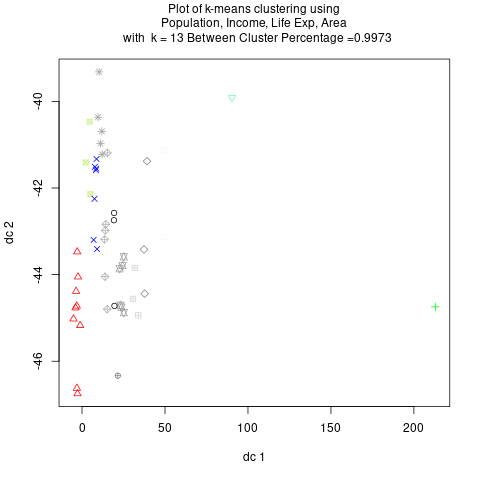 Plot of k-means clustering using
Population, Income, Life Exp, Area
with k = 13 Between Cluster Percentage =0.9973
-40
-42
-44
-46
dc 2
0 50 100 150 200
dc 1